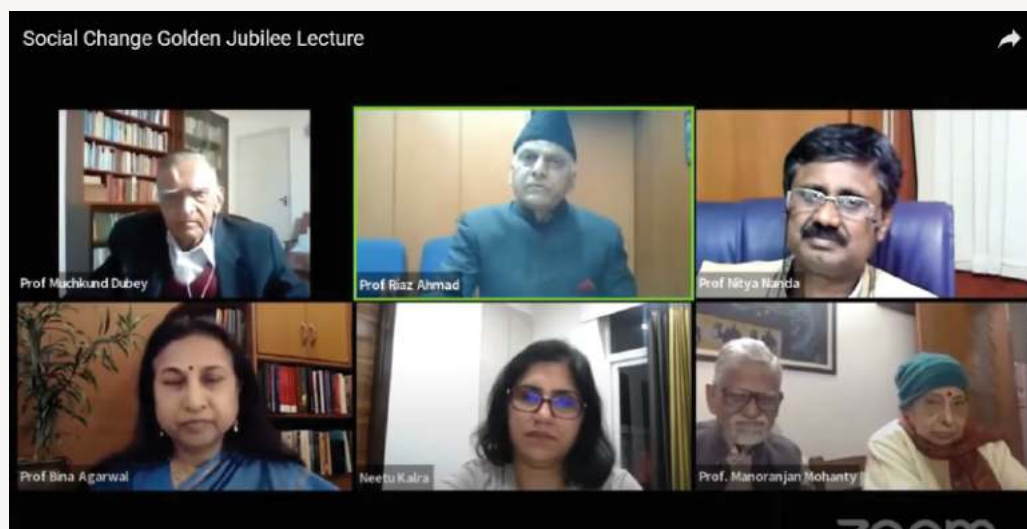 Social Change Golden Jubilee Lecture
Prof Muchkund Dubey
Prof Riaz Ahmad
Prof Nitya Nanda
Prof Bina Agarwal
Neetu Kalra
Prof. Manoranjan Mohanty
zoom